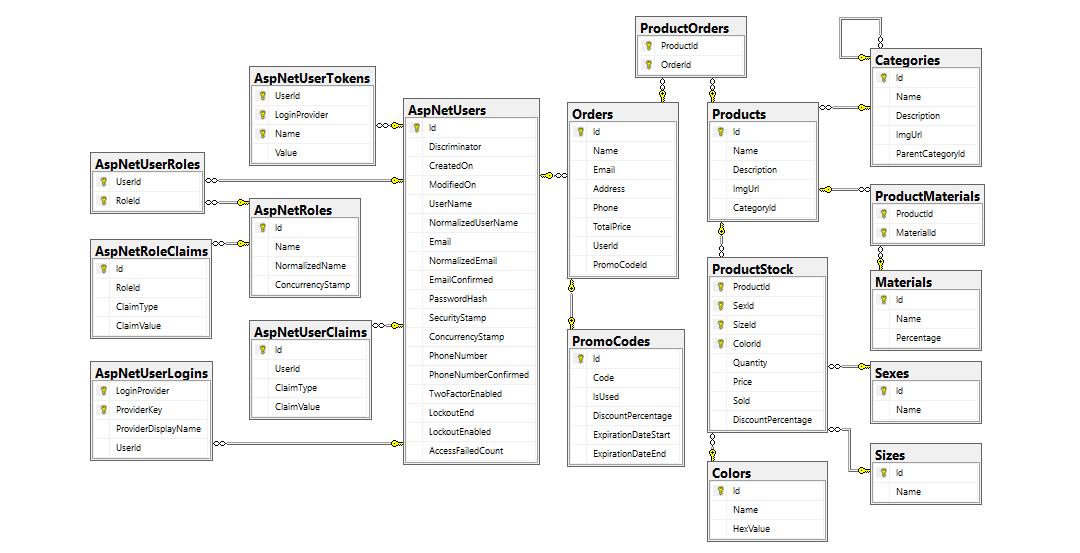 ProductOrders
ProductId
OrderId
Categories
Id
Name
Description
ImgUrl
ParentCategoryId
AspNetUserTokens
UserId
LoginProvider
Name
Value
AspNetUsers
Id
Discriminator
CreatedOn
ModifiedOn
UserName
NormalizedUserName
Email
NormalizedEmail
EmailConfirmed
PasswordHash
SecurityStamp
ConcurrencyStamp
PhoneNumber
PhoneNumberConfirmed
TwoFactorEnabled
LockoutEnd
LockoutEnabled
AccessFailedCount
Orders
Id
Name
Email
Address
Phone
TotalPrice
UserId
PromoCodeId
Products
Id
Name
Description
ImgUrl
CategoryId
AspNetUserRoles
UserId
RoleId
AspNetRoles
Id
Name
NormalizedName
ConcurrencyStamp
ProductMaterials
ProductId
MaterialId
AspNetRoleClaims
Id
RoleId
ClaimType
ClaimValue
ProductStock
ProductId
SexId
SizeId
ColorId
Quantity
Price
Sold
DiscountPercentage
Materials
Id
Name
Percentage
AspNetUserClaims
Id
UserId
ClaimType
ClaimValue
PromoCodes
Id
Code
IsUsed
DiscountPercentage
ExpirationDateStart
ExpirationDateEnd
AspNetUserLogins
LoginProvider
ProviderKey
ProviderDisplayName
UserId
Sexes
Id
Name
Sizes
Id
Name
Colors
Id
Name
HexValue